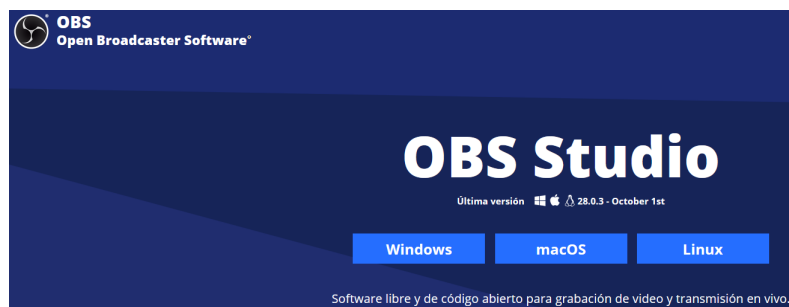 OBS
Open Broadcaster Software
OBS Studio
Última versión 28.0.3 - October 1st
Windows macOS Linux
Software libre y de código abierto para grabación de video y transmisión en vivo.